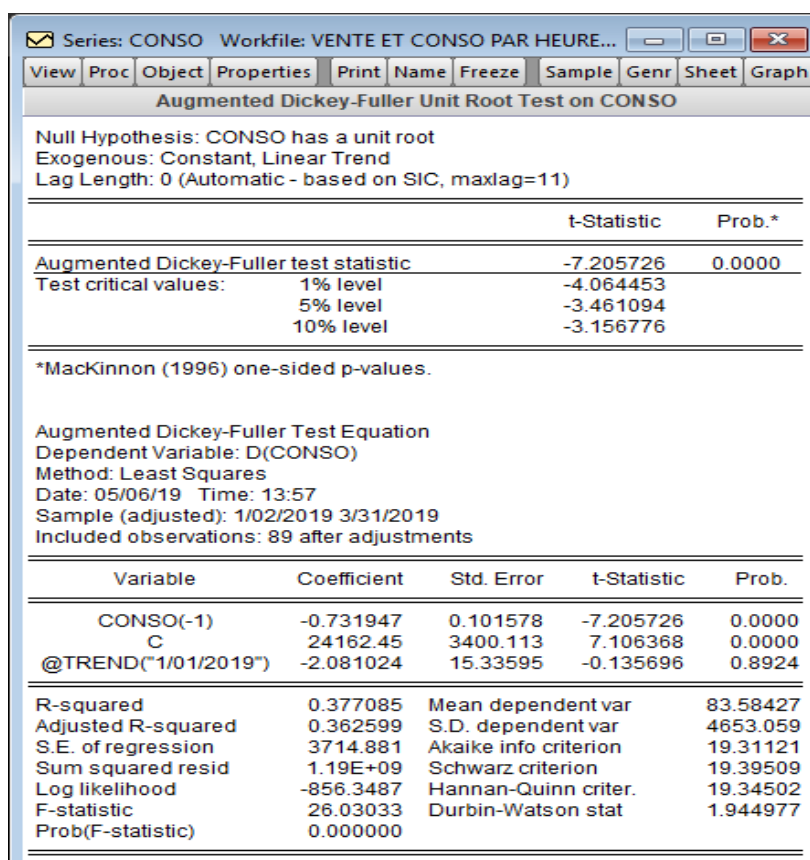 Series: CONSO Workfile: VENTE ET CONSO PAR HEURE...
View Proc Object Properties Print Name Freeze Sample Genr Sheet Graph
Augmented Dickey-Fuller Unit Root Test on CONSO
Null Hypothesis: CONSO has a unit root
Exogenous: Constant, Linear Trend
Lag Length: 0 (Automatic - based on SIC, maxlag=11)
t-Statistic Prob.*
Augmented Dickey-Fuller test statistic -7.205726 0.0000
Test critical values: 1% level -4.064453
5% level -3.461094
10% level -3.156776
*MacKinnon (1996) one-sided p-values.
Augmented Dickey-Fuller Test Equation
Dependent Variable: D(CONSO)
Method: Least Squares
Date: 05/06/19 Time: 13:57
Sample (adjusted): 1/02/2019 3/31/2019
Included observations: 89 after adjustments
Variable Coefficient Std. Error t-Statistic Prob.
CONSO(-1) -0.731947 0.101578 -7.205726 0.0000
C 24162.45 3400.113 7.106368 0.0000
@TREND("1/01/2019") -2.081024 15.33595 -0.135696 0.8924
R-squared 0.377085 Mean dependent var 83.58427
Adjusted R-squared 0.362599 S.D. dependent var 4653.059
S.E. of regression 3714.881 Akaike info criterion 19.31121
Sum squared resid 1.19E+09 Schwarz criterion 19.39509
Log likelihood -856.3487 Hannan-Quinn criter. 19.34502
F-statistic 26.03033 Durbin-Watson stat 1.944977
Prob(F-statistic) 0.000000